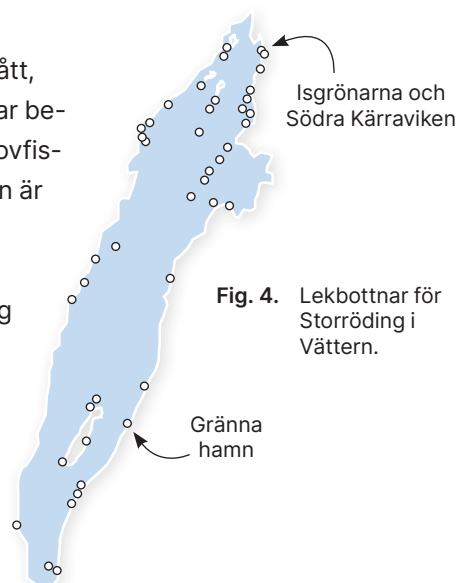 ått,
ar be-
ovfis-
n är
g
Isgrönarna och
Södra Kärraviken
Fig. 4. Lekbottnar för
Storröding i
Vättern.
Gränna
hamn